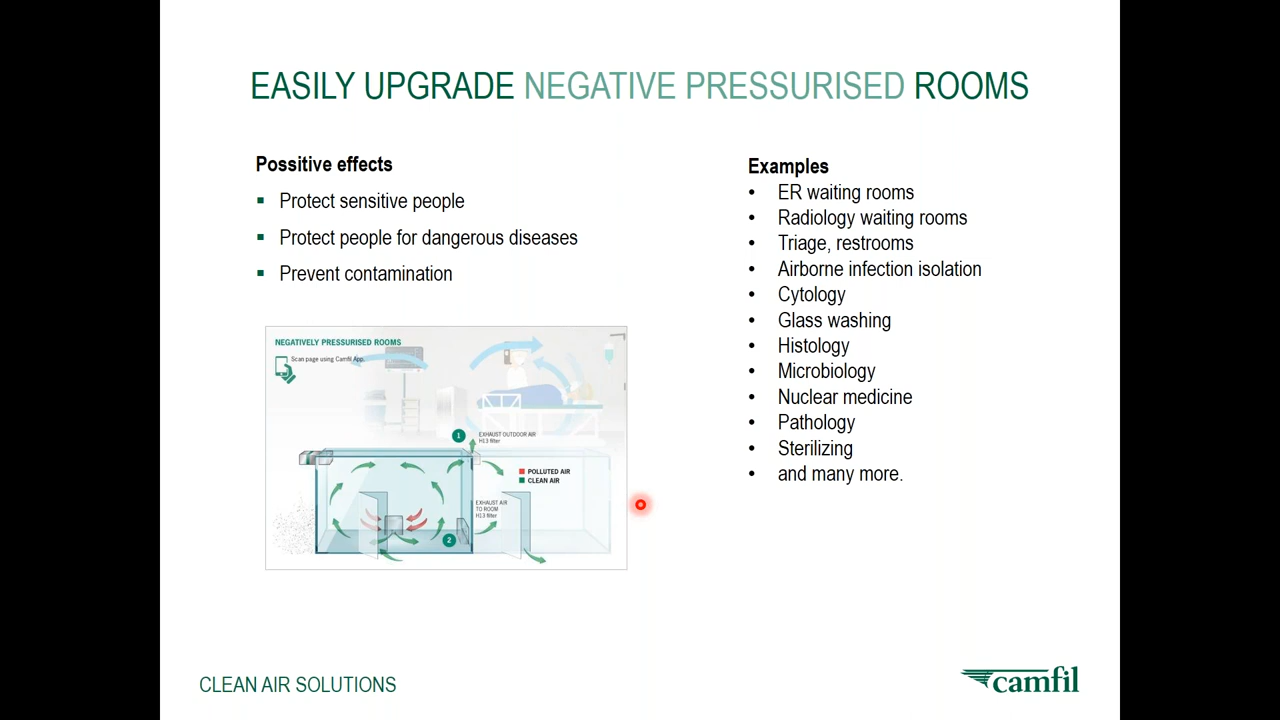 EASILY UPGRADE NEGATIVE PRESSURISED ROOMS
Possitive effects
Protect sensitive people
Protect people for dangerous diseases
Prevent contamination
NEGATIVELY PRESSURISED ROOMS
Scan page using Camfil App.
1
EXHAUST OUTDOOR AIR
H13 filter
POLLUTED AIR
CLEAN AIR
EXHAUST AIR
TO ROOM
H13 filter
2
Examples
ER waiting rooms
Radiology waiting rooms
Triage, restrooms
Airborne infection isolation
Cytology
Glass washing
Histology
Microbiology
Nuclear medicine
Pathology
Sterilizing
and many more.
CLEAN AIR SOLUTIONS
camfil